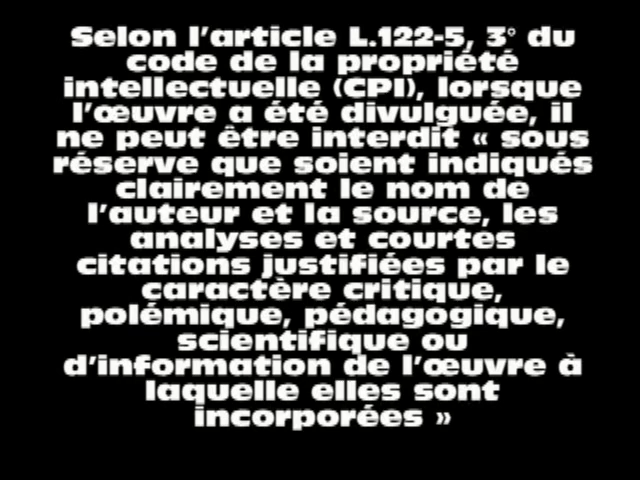 Selon l'article L.122-5, 3° du
code de la propriété
intellectuelle (CPI), lorsque
l'œuvre a été divulguée, il
ne peut être interdit « sous
réserve que soient indiqués
clairement le nom de
l'auteur et la source, les
analyses et courtes
citations justifiées par le
caractère critique,
polémique, pédagogique,
scientifique ou
d'information de l'œuvre à
laquelle elles sont
incorporées »